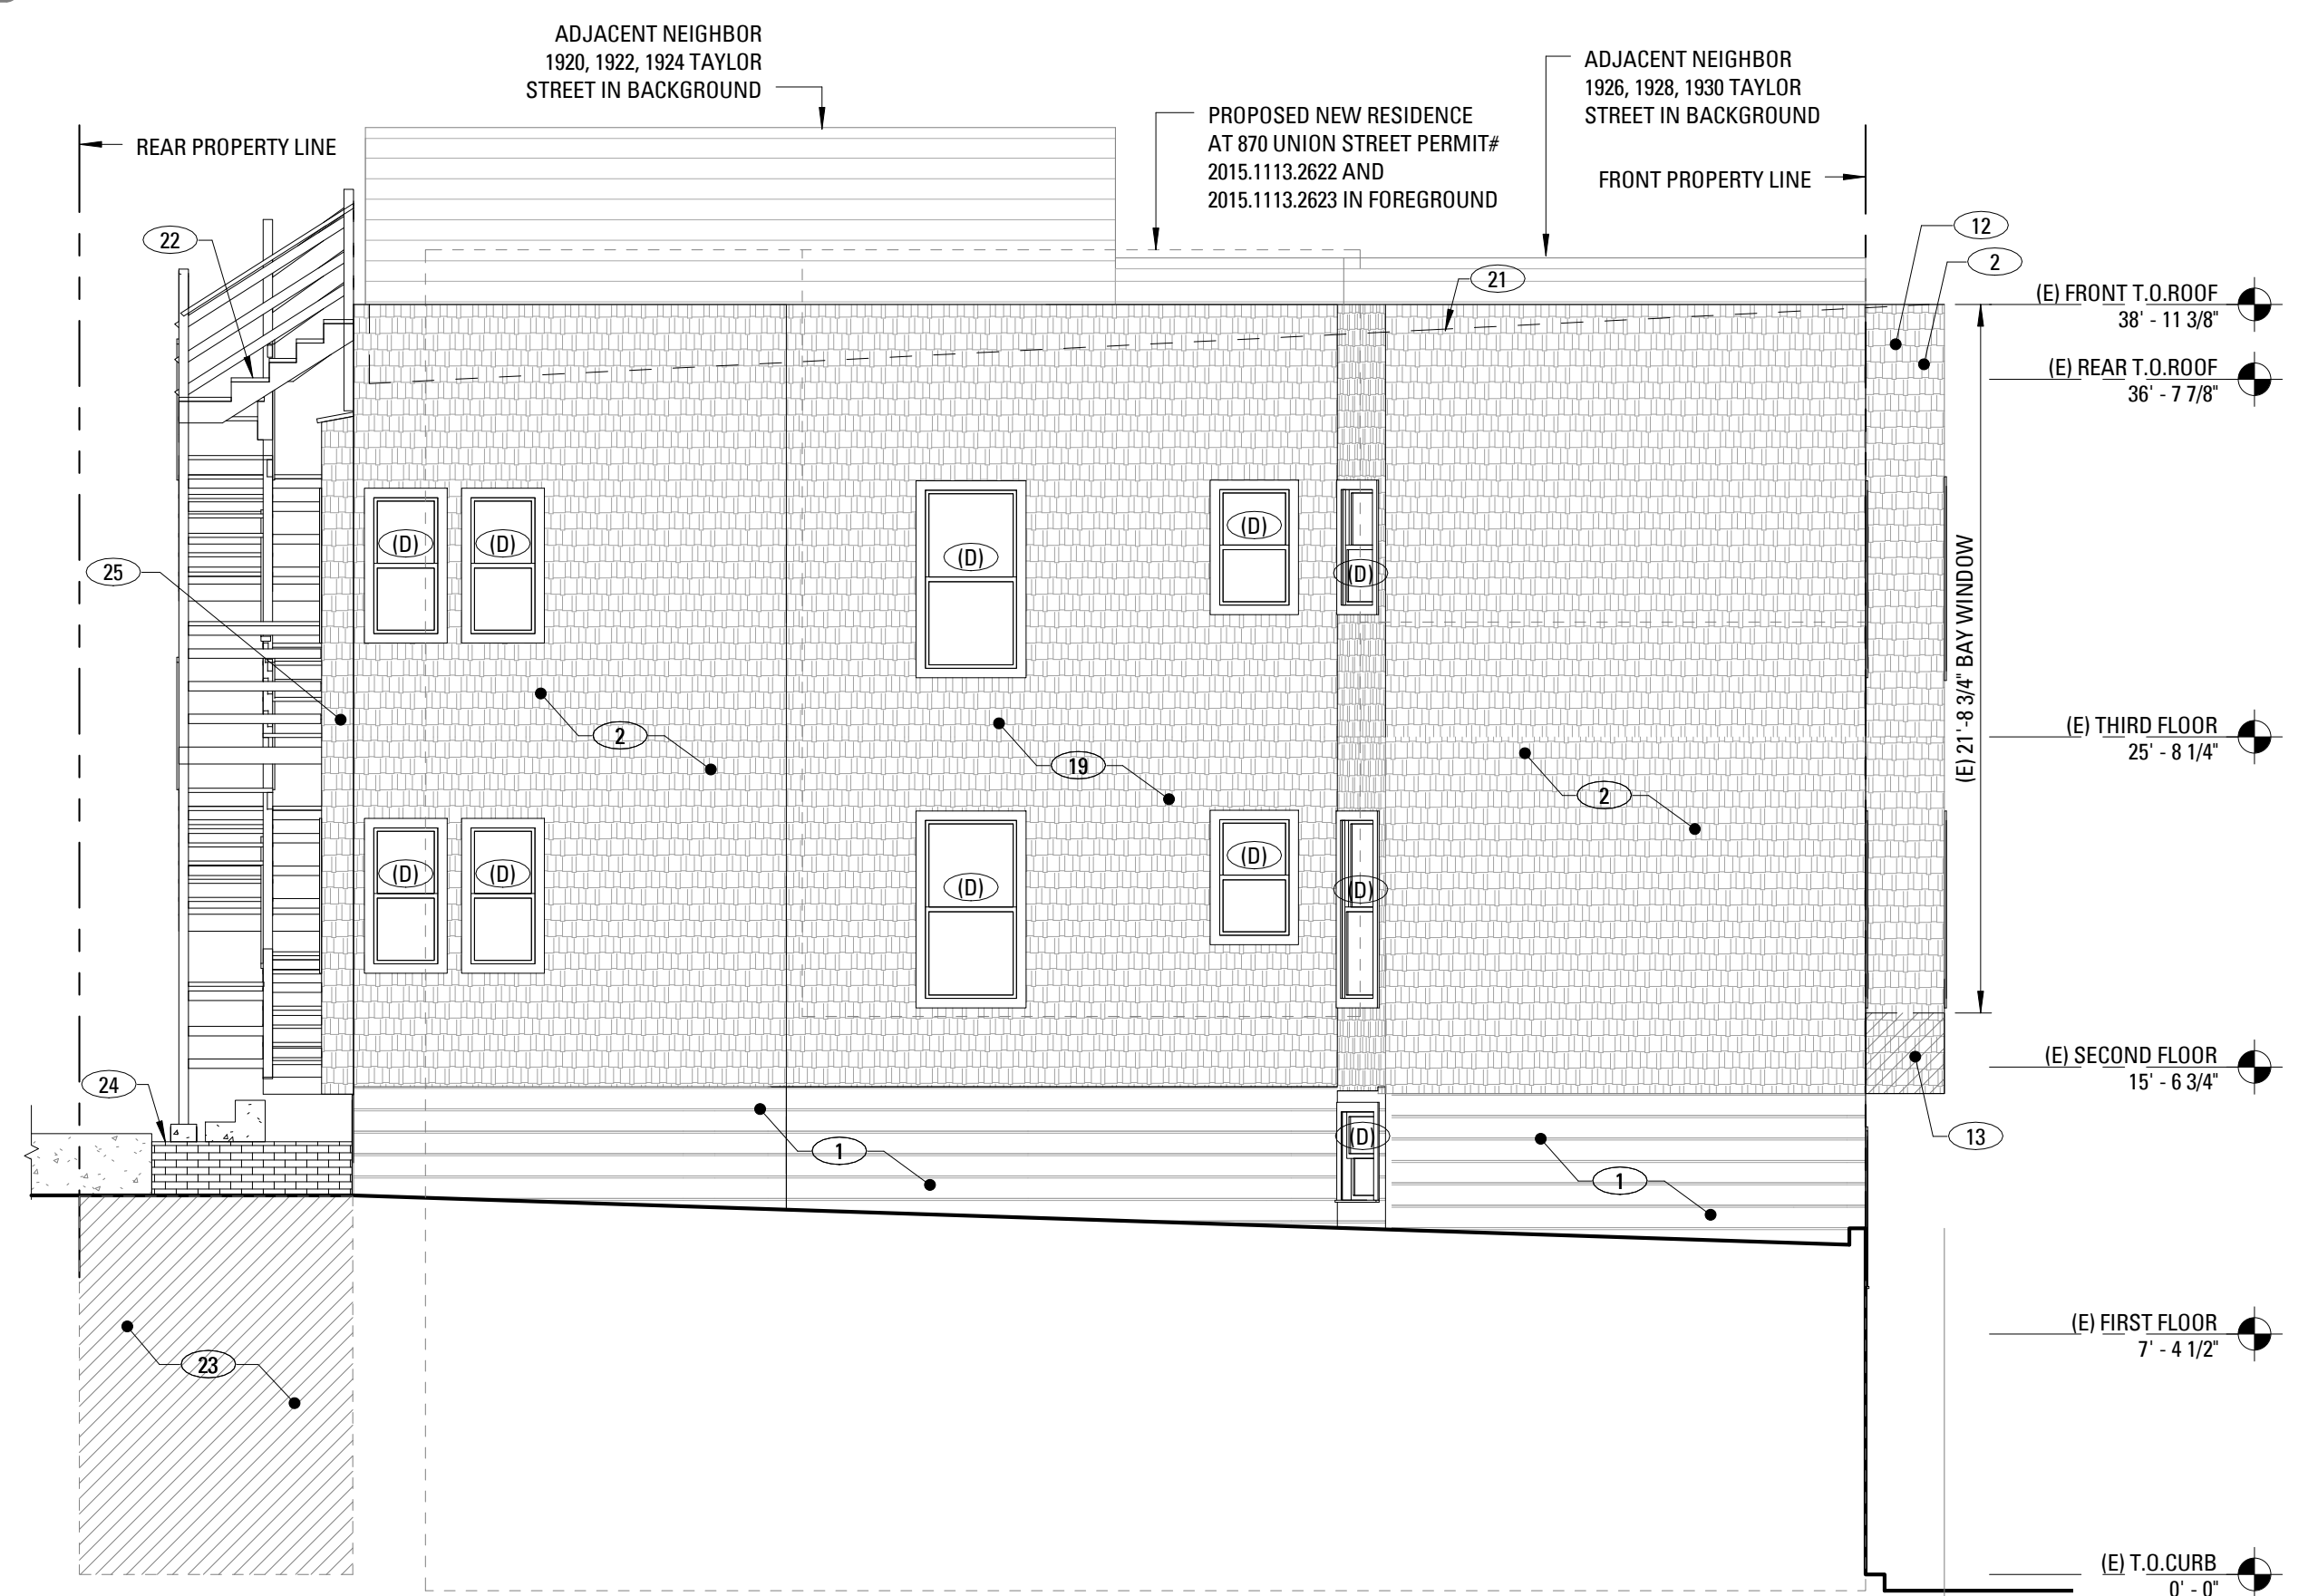 ADJACENT NEIGHBOR
1920, 1922, 1924 TAYLOR
STREET IN BACKGROUND
ADJACENT NEIGHBOR
1926, 1928, 1930 TAYLOR
STREET IN BACKGROUND
PROPOSED NEW RESIDENCE
AT 870 UNION STREET PERMIT#
2015.1113.2622 AND
2015.1113.2623 IN FOREGROUND
REAR PROPERTY LINE
FRONT PROPERTY LINE
22
12
2
21
(E) FRONT T.O.ROOF
38' - 11 3/8"
(E) REAR T.O.ROOF
36' - 7 7/8"
(D)
(D)
(D)
(D)
(D)
25
(E) 21'-8 3/4" BAY WINDOW
2
19
2
(E) THIRD FLOOR
25' - 8 1/4"
(D)
(D)
(D)
(D)
(D)
(E) SECOND FLOOR
15' - 6 3/4"
24
1
(D)
1
13
(E) FIRST FLOOR
7' - 4 1/2"
23
(E) T.O.CURB
0' - 0"